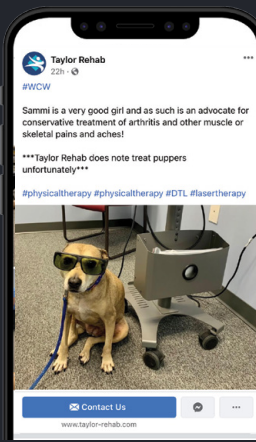 Taylor Rehab
22h ·
#WCW
Sammi is a very good girl and as such is an advocate for
conservative treatment of arthritis and other muscle or
skeletal pains and aches!
***Taylor Rehab does note treat puppers
unfortunately***
#physicaltherapy #physicaltherapy #DTL #lasertherapy
Contact Us
www.taylor-rehab.com